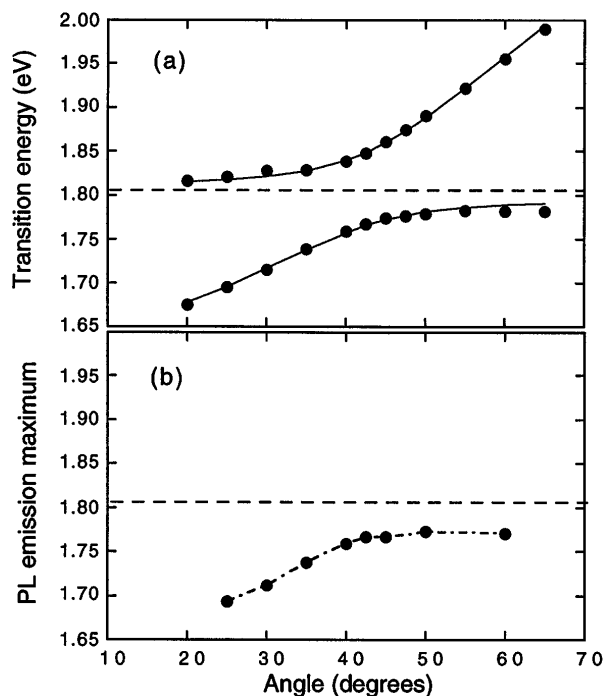 2.00
1.95
1.90
1.85
1.80
1.75
1.70
1.65
Transition energy (eV)
(a)
1.95
1.90
1.85
1.80
1.75
1.70
1.65
PL emission maximum
(b)
10 20 30 40 50 60 70
Angle (degrees)